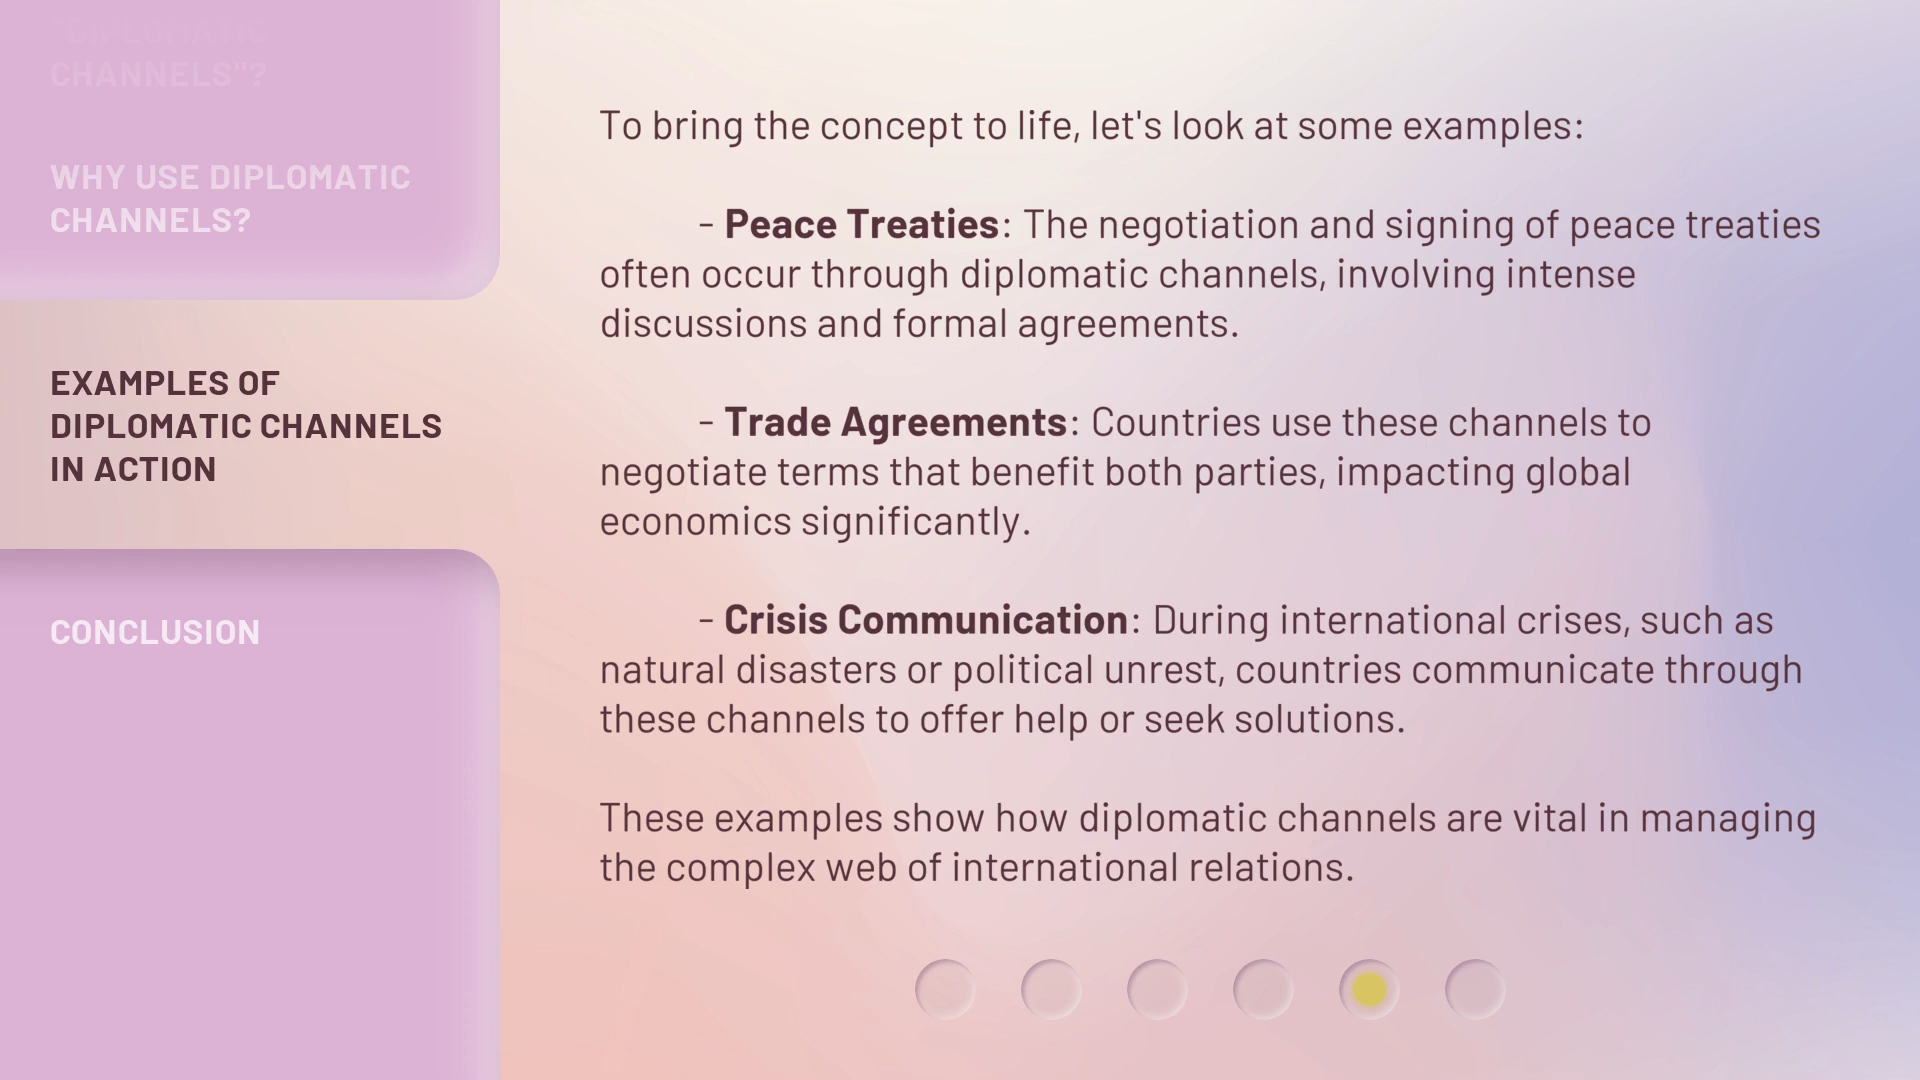 "DIPLOMATIC
CHANNELS"?
WHY USE DIPLOMATIC
CHANNELS?
EXAMPLES OF
DIPLOMATIC CHANNELS
IN ACTION
CONCLUSION
To bring the concept to life, let's look at some examples:
- Peace Treaties: The negotiation and signing of peace treaties
often occur through diplomatic channels, involving intense
discussions and formal agreements.
- Trade Agreements: Countries use these channels to
negotiate terms that benefit both parties, impacting global
economics significantly.
- Crisis Communication: During international crises, such as
natural disasters or political unrest, countries communicate through
these channels to offer help or seek solutions.
These examples show how diplomatic channels are vital in managing
the complex web of international relations.